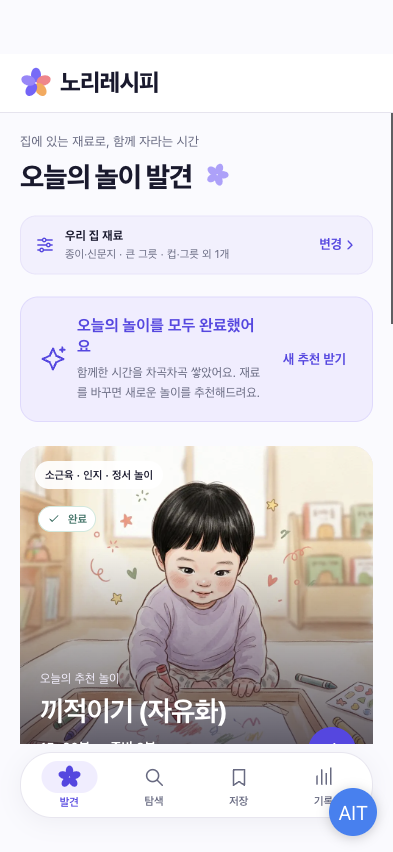 노리레시피
집에 있는 재료로, 함께 자라는 시간
오늘의 놀이 발견
우리 집 재료
종이·신문지 · 큰 그릇 · 컵·그릇 외 1개
변경
오늘의 놀이를 모두 완료했어
요
함께한 시간을 차곡차곡 쌓았어요. 재료
를 바꾸면 새로운 놀이를 추천해드려요.
새 추천 받기
소근육 · 인지 · 정서 놀이
완료
오늘의 추천 놀이
끼적이기 (자유화)
발견
탐색
저장
AIT